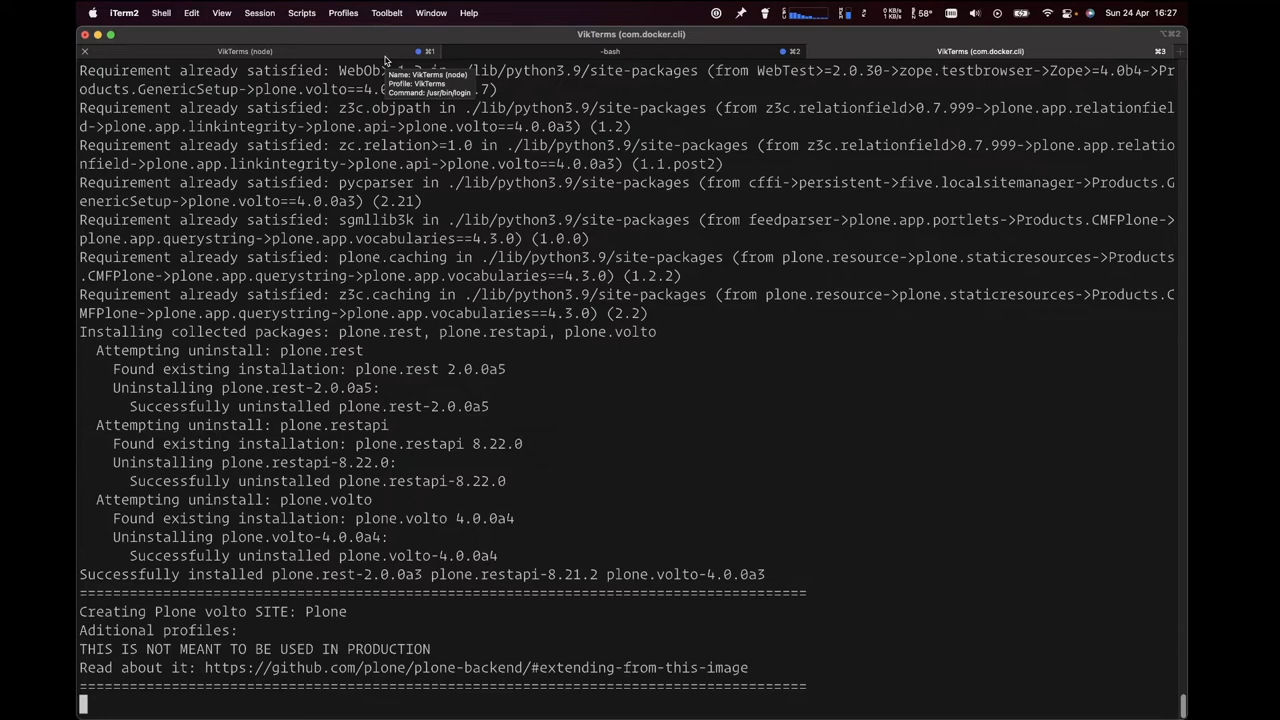 iTerm2 Shell Edit View Session Scripts Profiles Toolbelt Window Help 0 KB/s 1 KB/s 58° Sun 24 Apr 16:27
VikTerms (com.docker.cli) ⌥⌘2
VikTerms (node) ⌘1 -bash ⌘2 VikTerms (com.docker.cli) ⌘3
Requirement already satisfied: WebOb /lib/python3.9/site-packages (from WebTest>=2.0.30->zope.testbrowser->Zope>=4.0b4->Pr
Name: VikTerms (node)
Profile: VikTerms
Command: /usr/bin/login
oducts.GenericSetup->plone.volto==4.0 .7)
Requirement already satisfied: z3c.objpath in ./lib/python3.9/site-packages (from z3c.relationfield>0.7.999->plone.app.relationfiel
d->plone.app.linkintegrity->plone.api->plone.volto==4.0.0a3) (1.2)
Requirement already satisfied: zc.relation>=1.0 in ./lib/python3.9/site-packages (from z3c.relationfield>0.7.999->plone.app.relatio
nfield->plone.app.linkintegrity->plone.api->plone.volto==4.0.0a3) (1.1.post2)
Requirement already satisfied: pycparser in ./lib/python3.9/site-packages (from cffi->persistent->five.localsitemanager->Products.G
enericSetup->plone.volto==4.0.0a3) (2.21)
Requirement already satisfied: sgmllib3k in ./lib/python3.9/site-packages (from feedparser->plone.app.portlets->Products.CMFPlone->
plone.app.querystring->plone.app.vocabularies==4.3.0) (1.0.0)
Requirement already satisfied: plone.caching in ./lib/python3.9/site-packages (from plone.resource->plone.staticresources->Products
.CMFPlone->plone.app.querystring->plone.app.vocabularies==4.3.0) (1.2.2)
Requirement already satisfied: z3c.caching in ./lib/python3.9/site-packages (from plone.resource->plone.staticresources->Products.C
MFPlone->plone.app.querystring->plone.app.vocabularies==4.3.0) (2.2)
Installing collected packages: plone.rest, plone.restapi, plone.volto
Attempting uninstall: plone.rest
Found existing installation: plone.rest 2.0.0a5
Uninstalling plone.rest-2.0.0a5:
Successfully uninstalled plone.rest-2.0.0a5
Attempting uninstall: plone.restapi
Found existing installation: plone.restapi 8.22.0
Uninstalling plone.restapi-8.22.0:
Successfully uninstalled plone.restapi-8.22.0
Attempting uninstall: plone.volto
Found existing installation: plone.volto 4.0.0a4
Uninstalling plone.volto-4.0.0a4:
Successfully uninstalled plone.volto-4.0.0a4
Successfully installed plone.rest-2.0.0a3 plone.restapi-8.21.2 plone.volto-4.0.0a3
=======================================================================================
Creating Plone volto SITE: Plone
Aditional profiles:
THIS IS NOT MEANT TO BE USED IN PRODUCTION
Read about it: https://github.com/plone/plone-backend/#extending-from-this-image
=======================================================================================